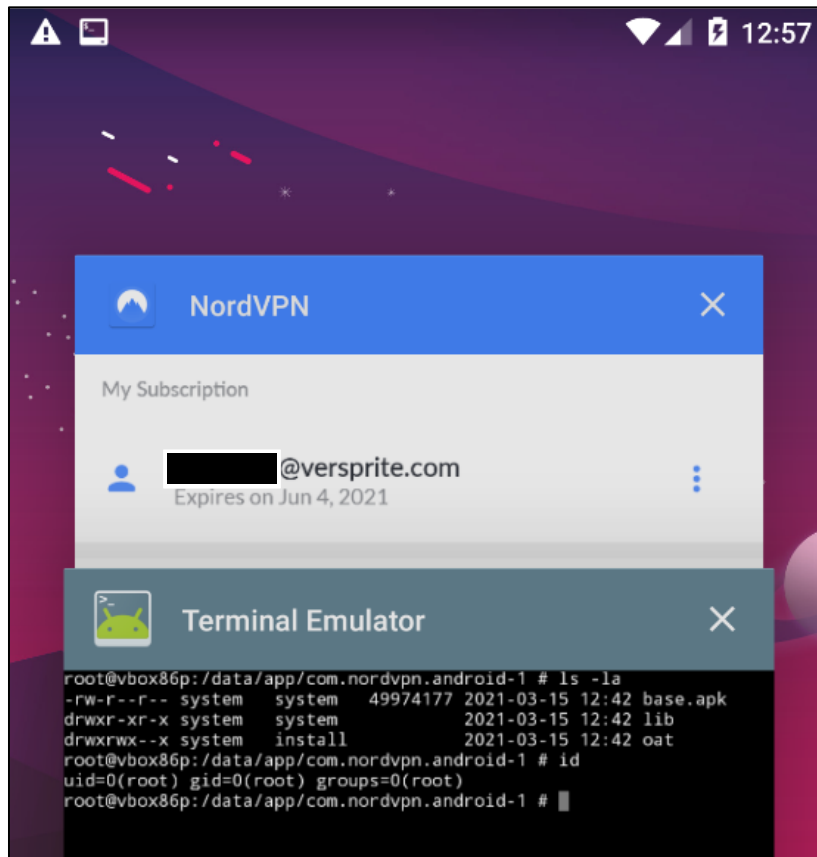 12:57
NordVPN
My Subscription
@versprite.com
Expires on Jun 4, 2021
Terminal Emulator
root@vbox86p:/data/app/com.nordvpn.android-1 # ls -la
-rw-r--r-- system   system   49974177 2021-03-15 12:42 base.apk
drwxr-xr-x system   system            2021-03-15 12:42 lib
drwxrwx--x system   install           2021-03-15 12:42 oat
root@vbox86p:/data/app/com.nordvpn.android-1 # id
uid=0(root) gid=0(root) groups=0(root)
root@vbox86p:/data/app/com.nordvpn.android-1 #